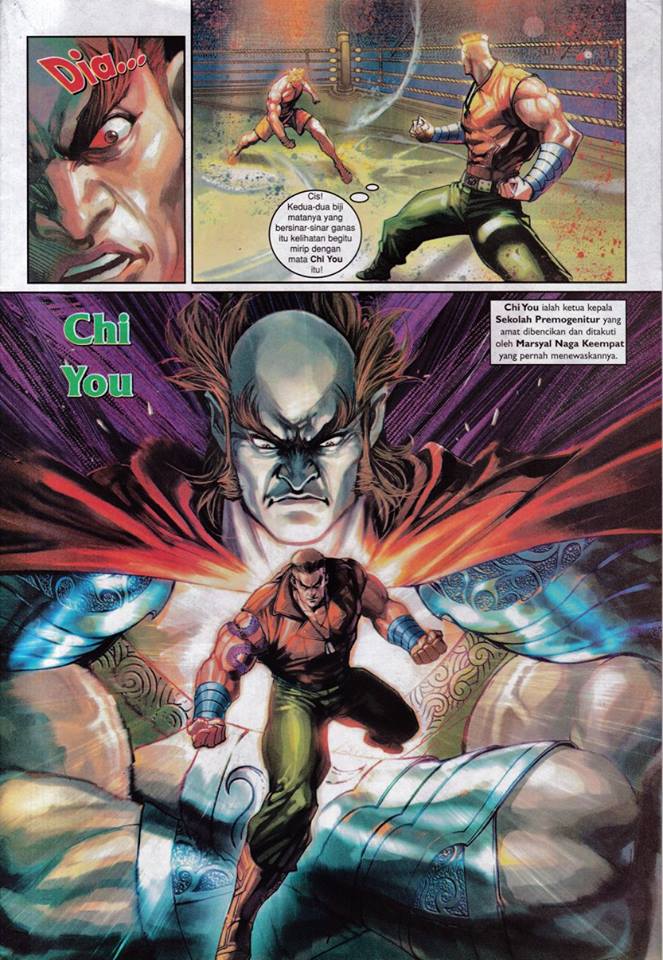 Dia...
Cis!
Kedua-dua biji
matanya yang
bersinar-sinar ganas
itu kelihatan begitu
mirip dengan
mata Chi You
itu!
Chi
You
Chi You ialah ketua kepala
Sekolah Premogenitur yang
amat dibencikan dan ditakuti
oleh Marsyal Naga Keempat
yang pernah menewaskannya.